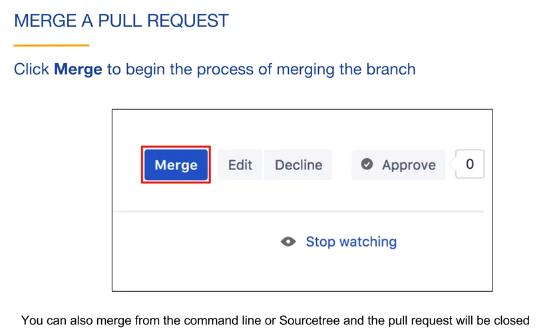 MERGE A PULL REQUEST
Click Merge to begin the process of merging the branch
Merge Edit Decline Approve 0
Stop watching
You can also merge from the command line or Sourcetree and the pull request will be closed